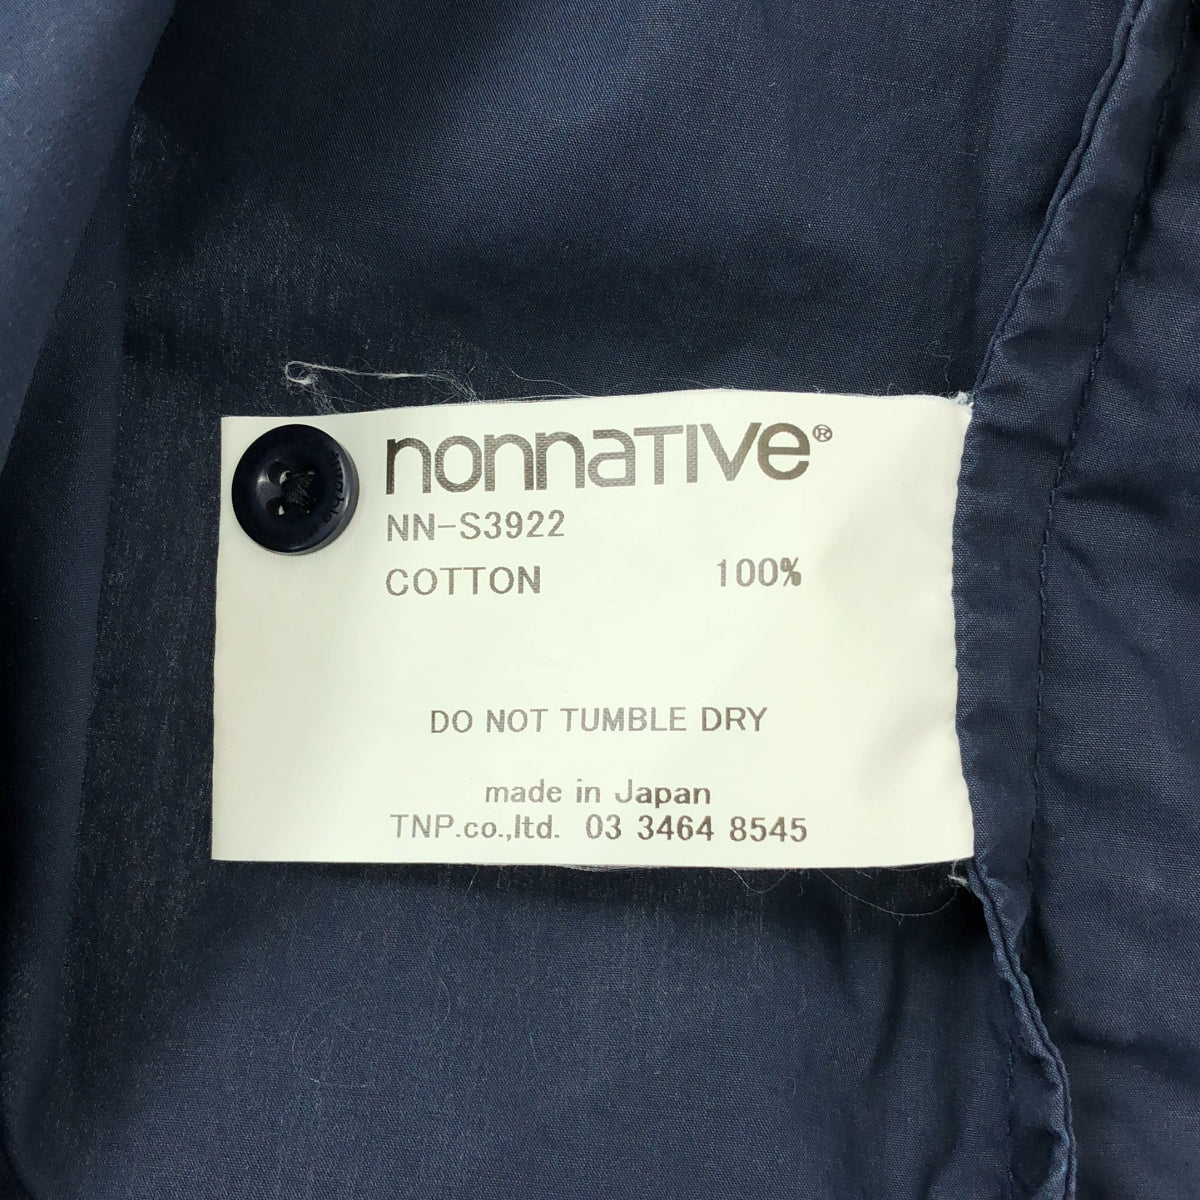 nonnaTIVe®
NN-S3922
COTTON 100%
DO NOT TUMBLE DRY
made in Japan
TNP.co.,ltd. 03 3464 8545